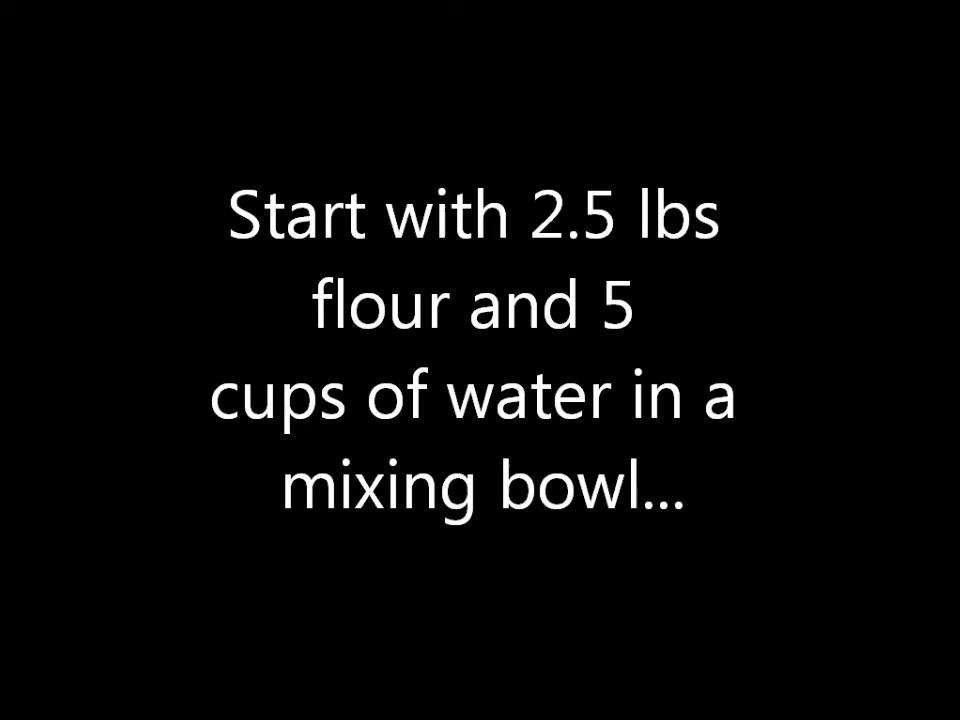 Start with 2.5 lbs
flour and 5
cups of water in a
mixing bowl...